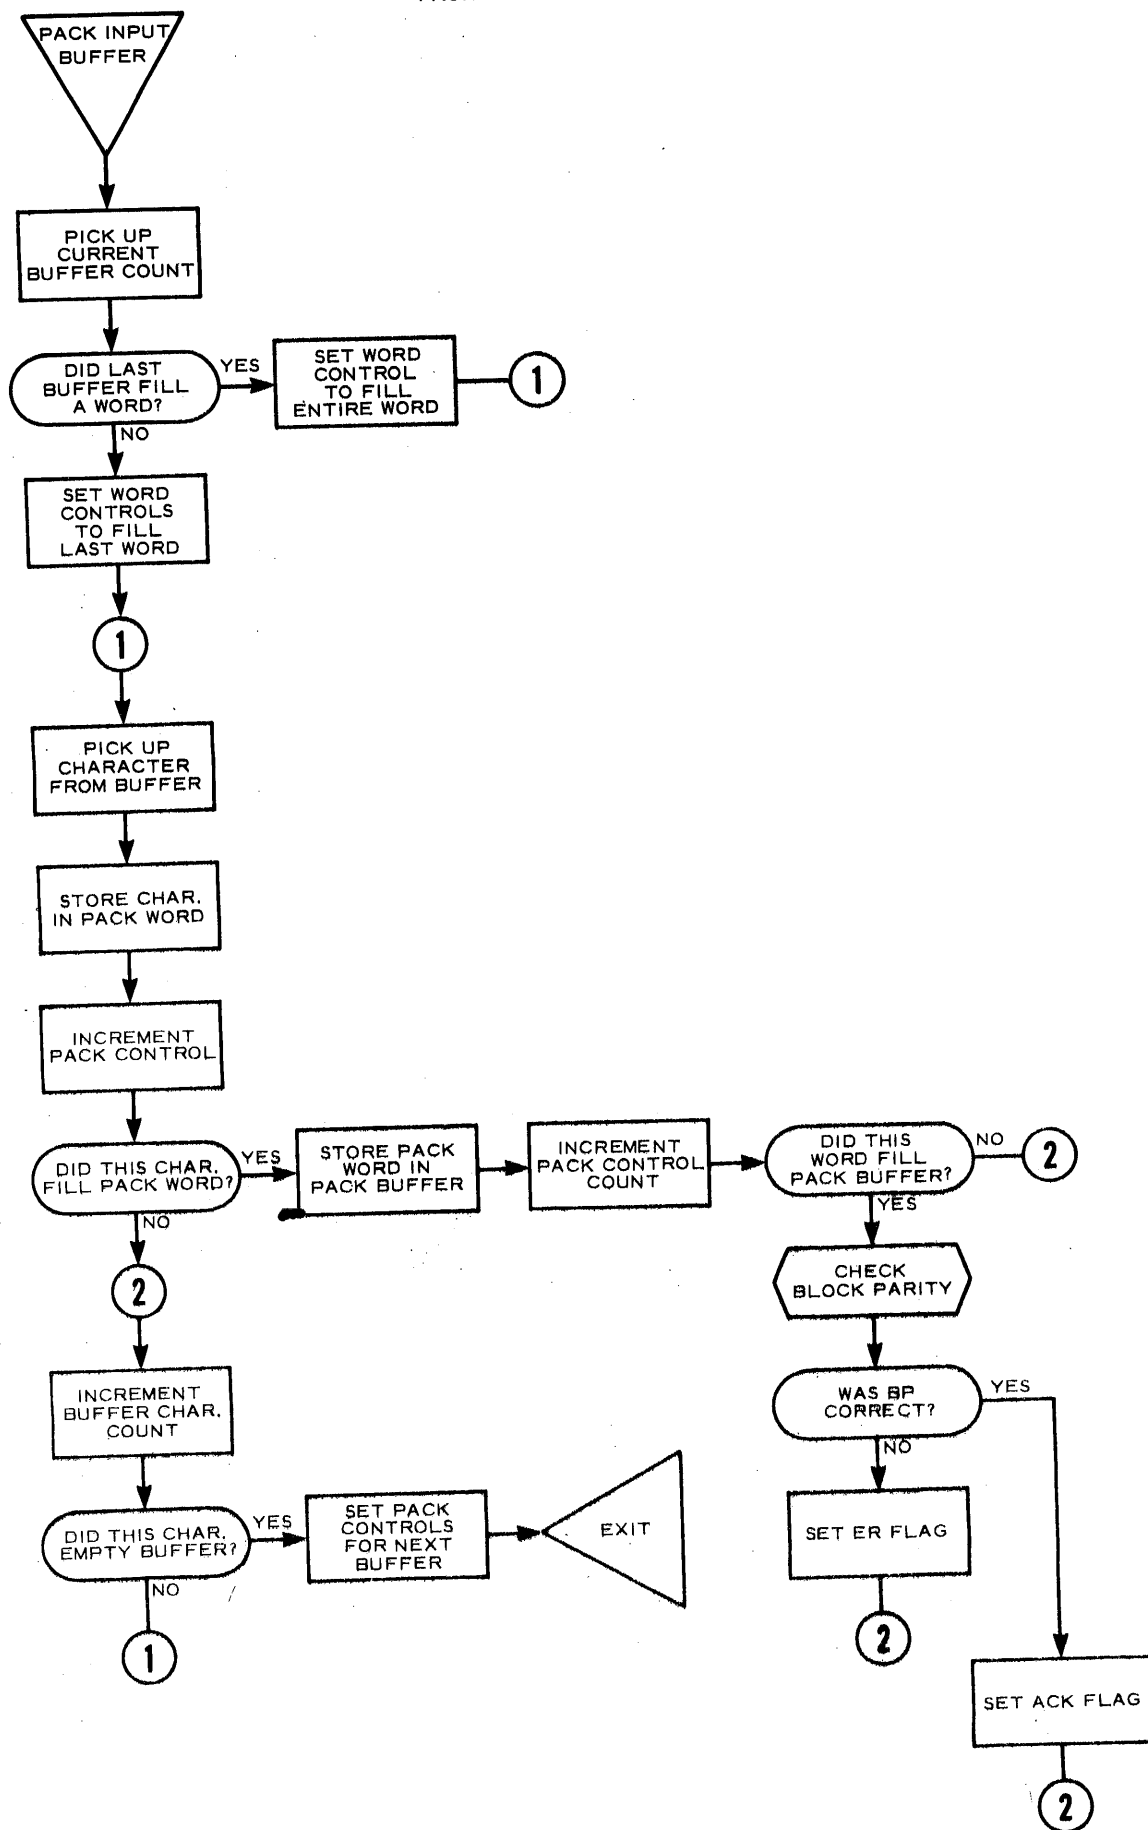 PACK INPUT
BUFFER
PICK UP
CURRENT
BUFFER COUNT
DID LAST
BUFFER FILL
A WORD?
YES
SET WORD
CONTROL
TO FILL
ENTIRE WORD
1
NO
SET WORD
CONTROLS
TO FILL
LAST WORD
1
PICK UP
CHARACTER
FROM BUFFER
STORE CHAR.
IN PACK WORD
INCREMENT
PACK CONTROL
DID THIS CHAR.
FILL PACK WORD?
YES
STORE PACK
WORD IN
PACK BUFFER
INCREMENT
PACK CONTROL
COUNT
DID THIS
WORD FILL
PACK BUFFER?
NO
2
YES
CHECK
BLOCK PARITY
WAS BP
CORRECT?
YES
NO
SET ER FLAG
2
SET ACK FLAG
2
NO
2
INCREMENT
BUFFER CHAR.
COUNT
DID THIS CHAR.
EMPTY BUFFER?
YES
SET PACK
CONTROLS
FOR NEXT
BUFFER
EXIT
NO
1